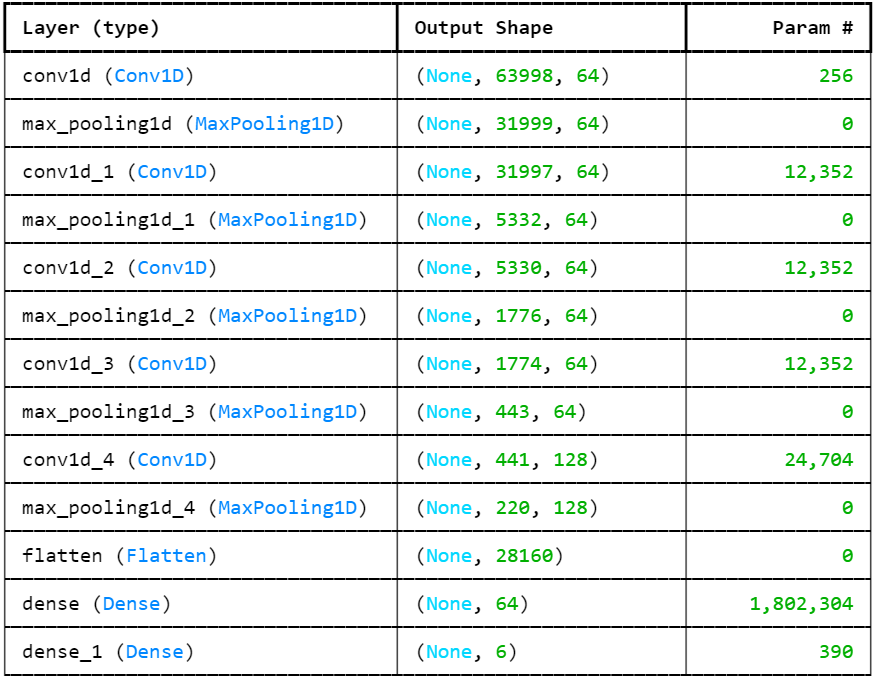 Layer (type) Output Shape Param #
conv1d (Conv1D) (None, 63998, 64) 256
max_pooling1d (MaxPooling1D) (None, 31999, 64) 0
conv1d_1 (Conv1D) (None, 31997, 64) 12,352
max_pooling1d_1 (MaxPooling1D) (None, 5332, 64) 0
conv1d_2 (Conv1D) (None, 5330, 64) 12,352
max_pooling1d_2 (MaxPooling1D) (None, 1776, 64) 0
conv1d_3 (Conv1D) (None, 1774, 64) 12,352
max_pooling1d_3 (MaxPooling1D) (None, 443, 64) 0
conv1d_4 (Conv1D) (None, 441, 128) 24,704
max_pooling1d_4 (MaxPooling1D) (None, 220, 128) 0
flatten (Flatten) (None, 28160) 0
dense (Dense) (None, 64) 1,802,304
dense_1 (Dense) (None, 6) 390